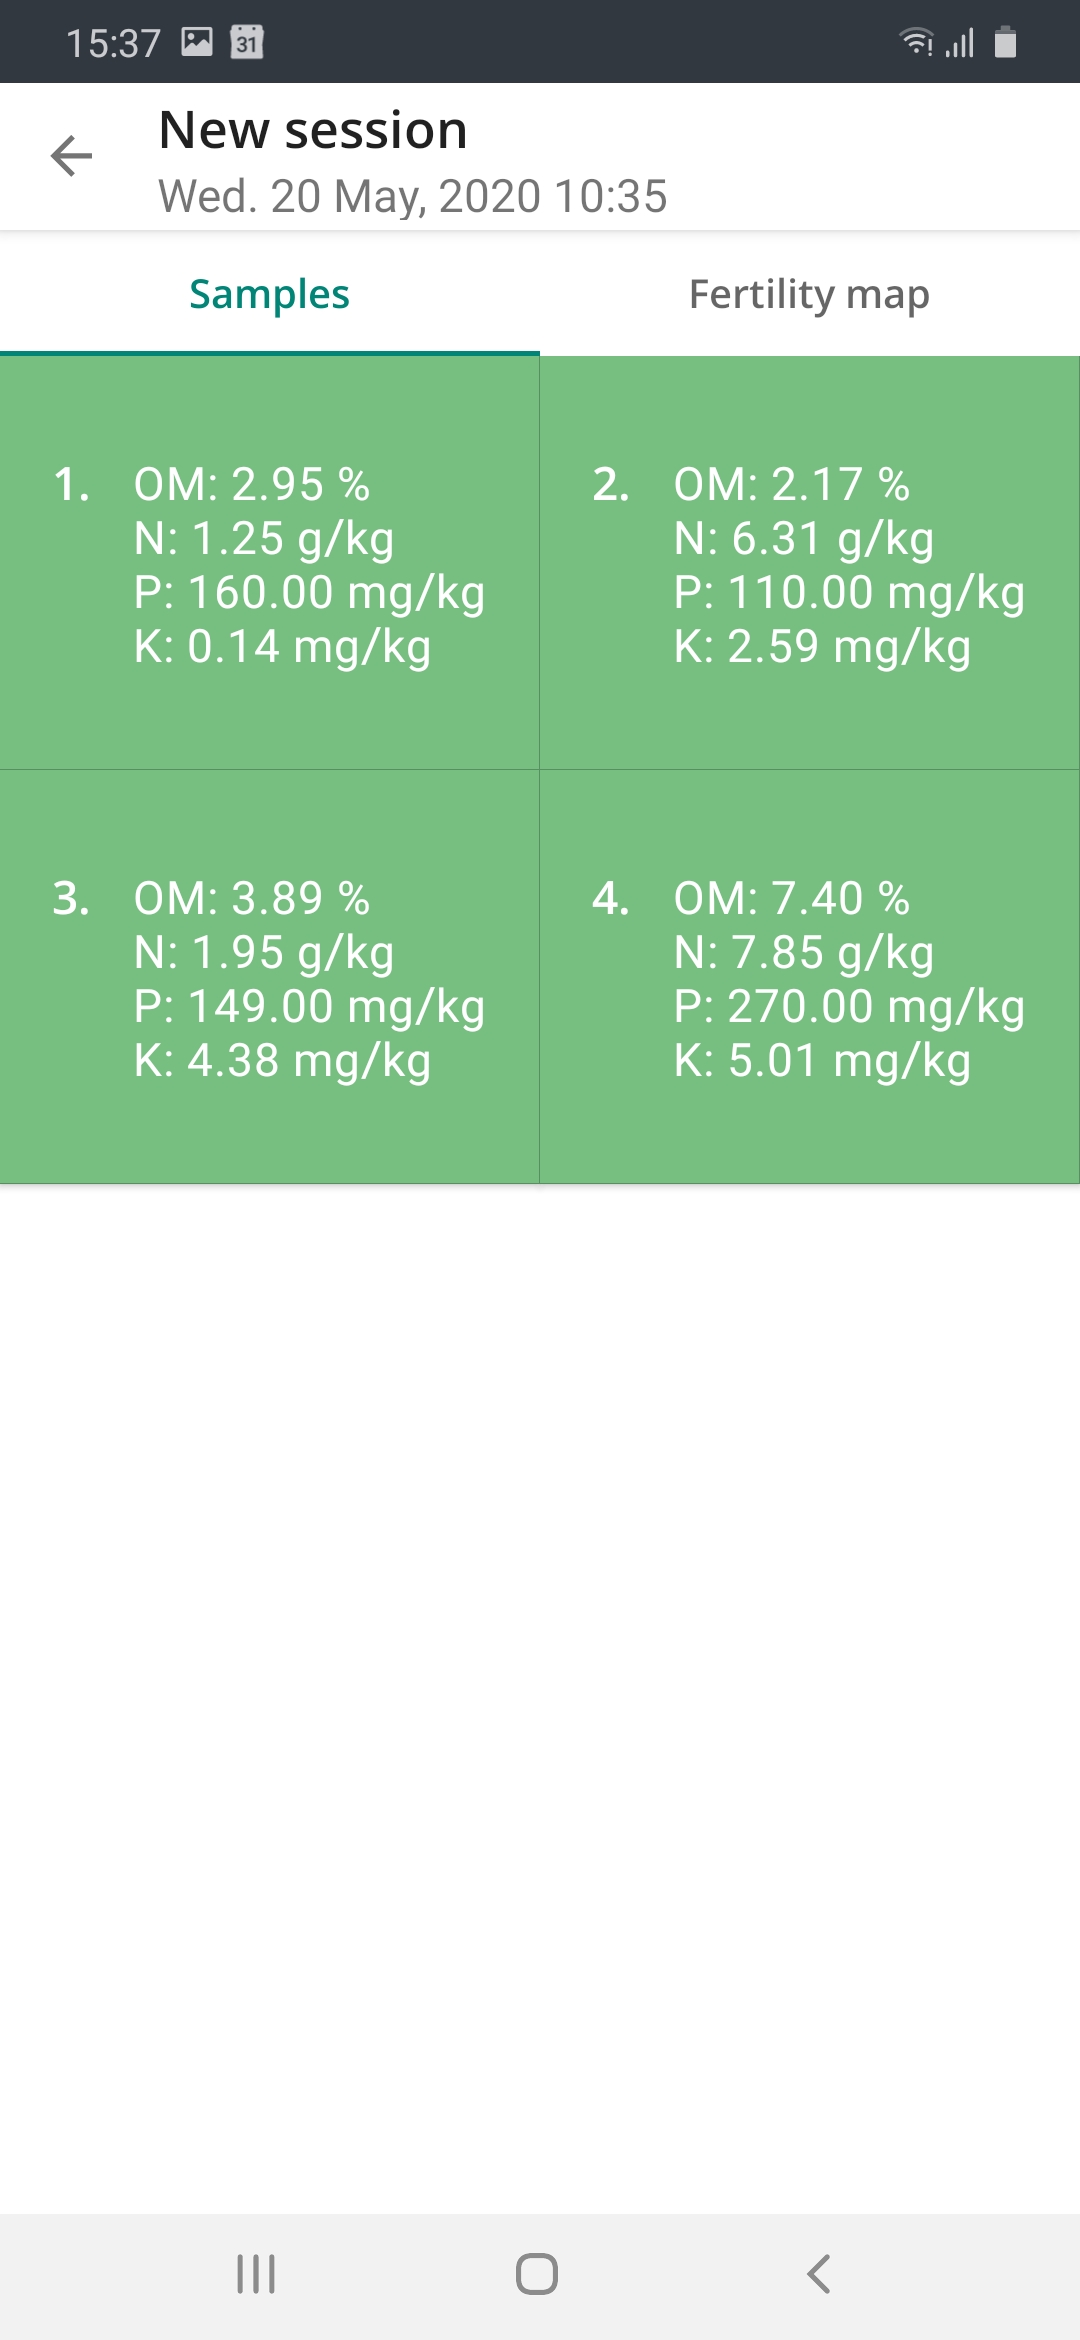 15:37 31
New session
Wed. 20 May, 2020 10:35
Samples Fertility map
1. OM: 2.95 %
N: 1.25 g/kg
P: 160.00 mg/kg
K: 0.14 mg/kg
2. OM: 2.17 %
N: 6.31 g/kg
P: 110.00 mg/kg
K: 2.59 mg/kg
3. OM: 3.89 %
N: 1.95 g/kg
P: 149.00 mg/kg
K: 4.38 mg/kg
4. OM: 7.40 %
N: 7.85 g/kg
P: 270.00 mg/kg
K: 5.01 mg/kg